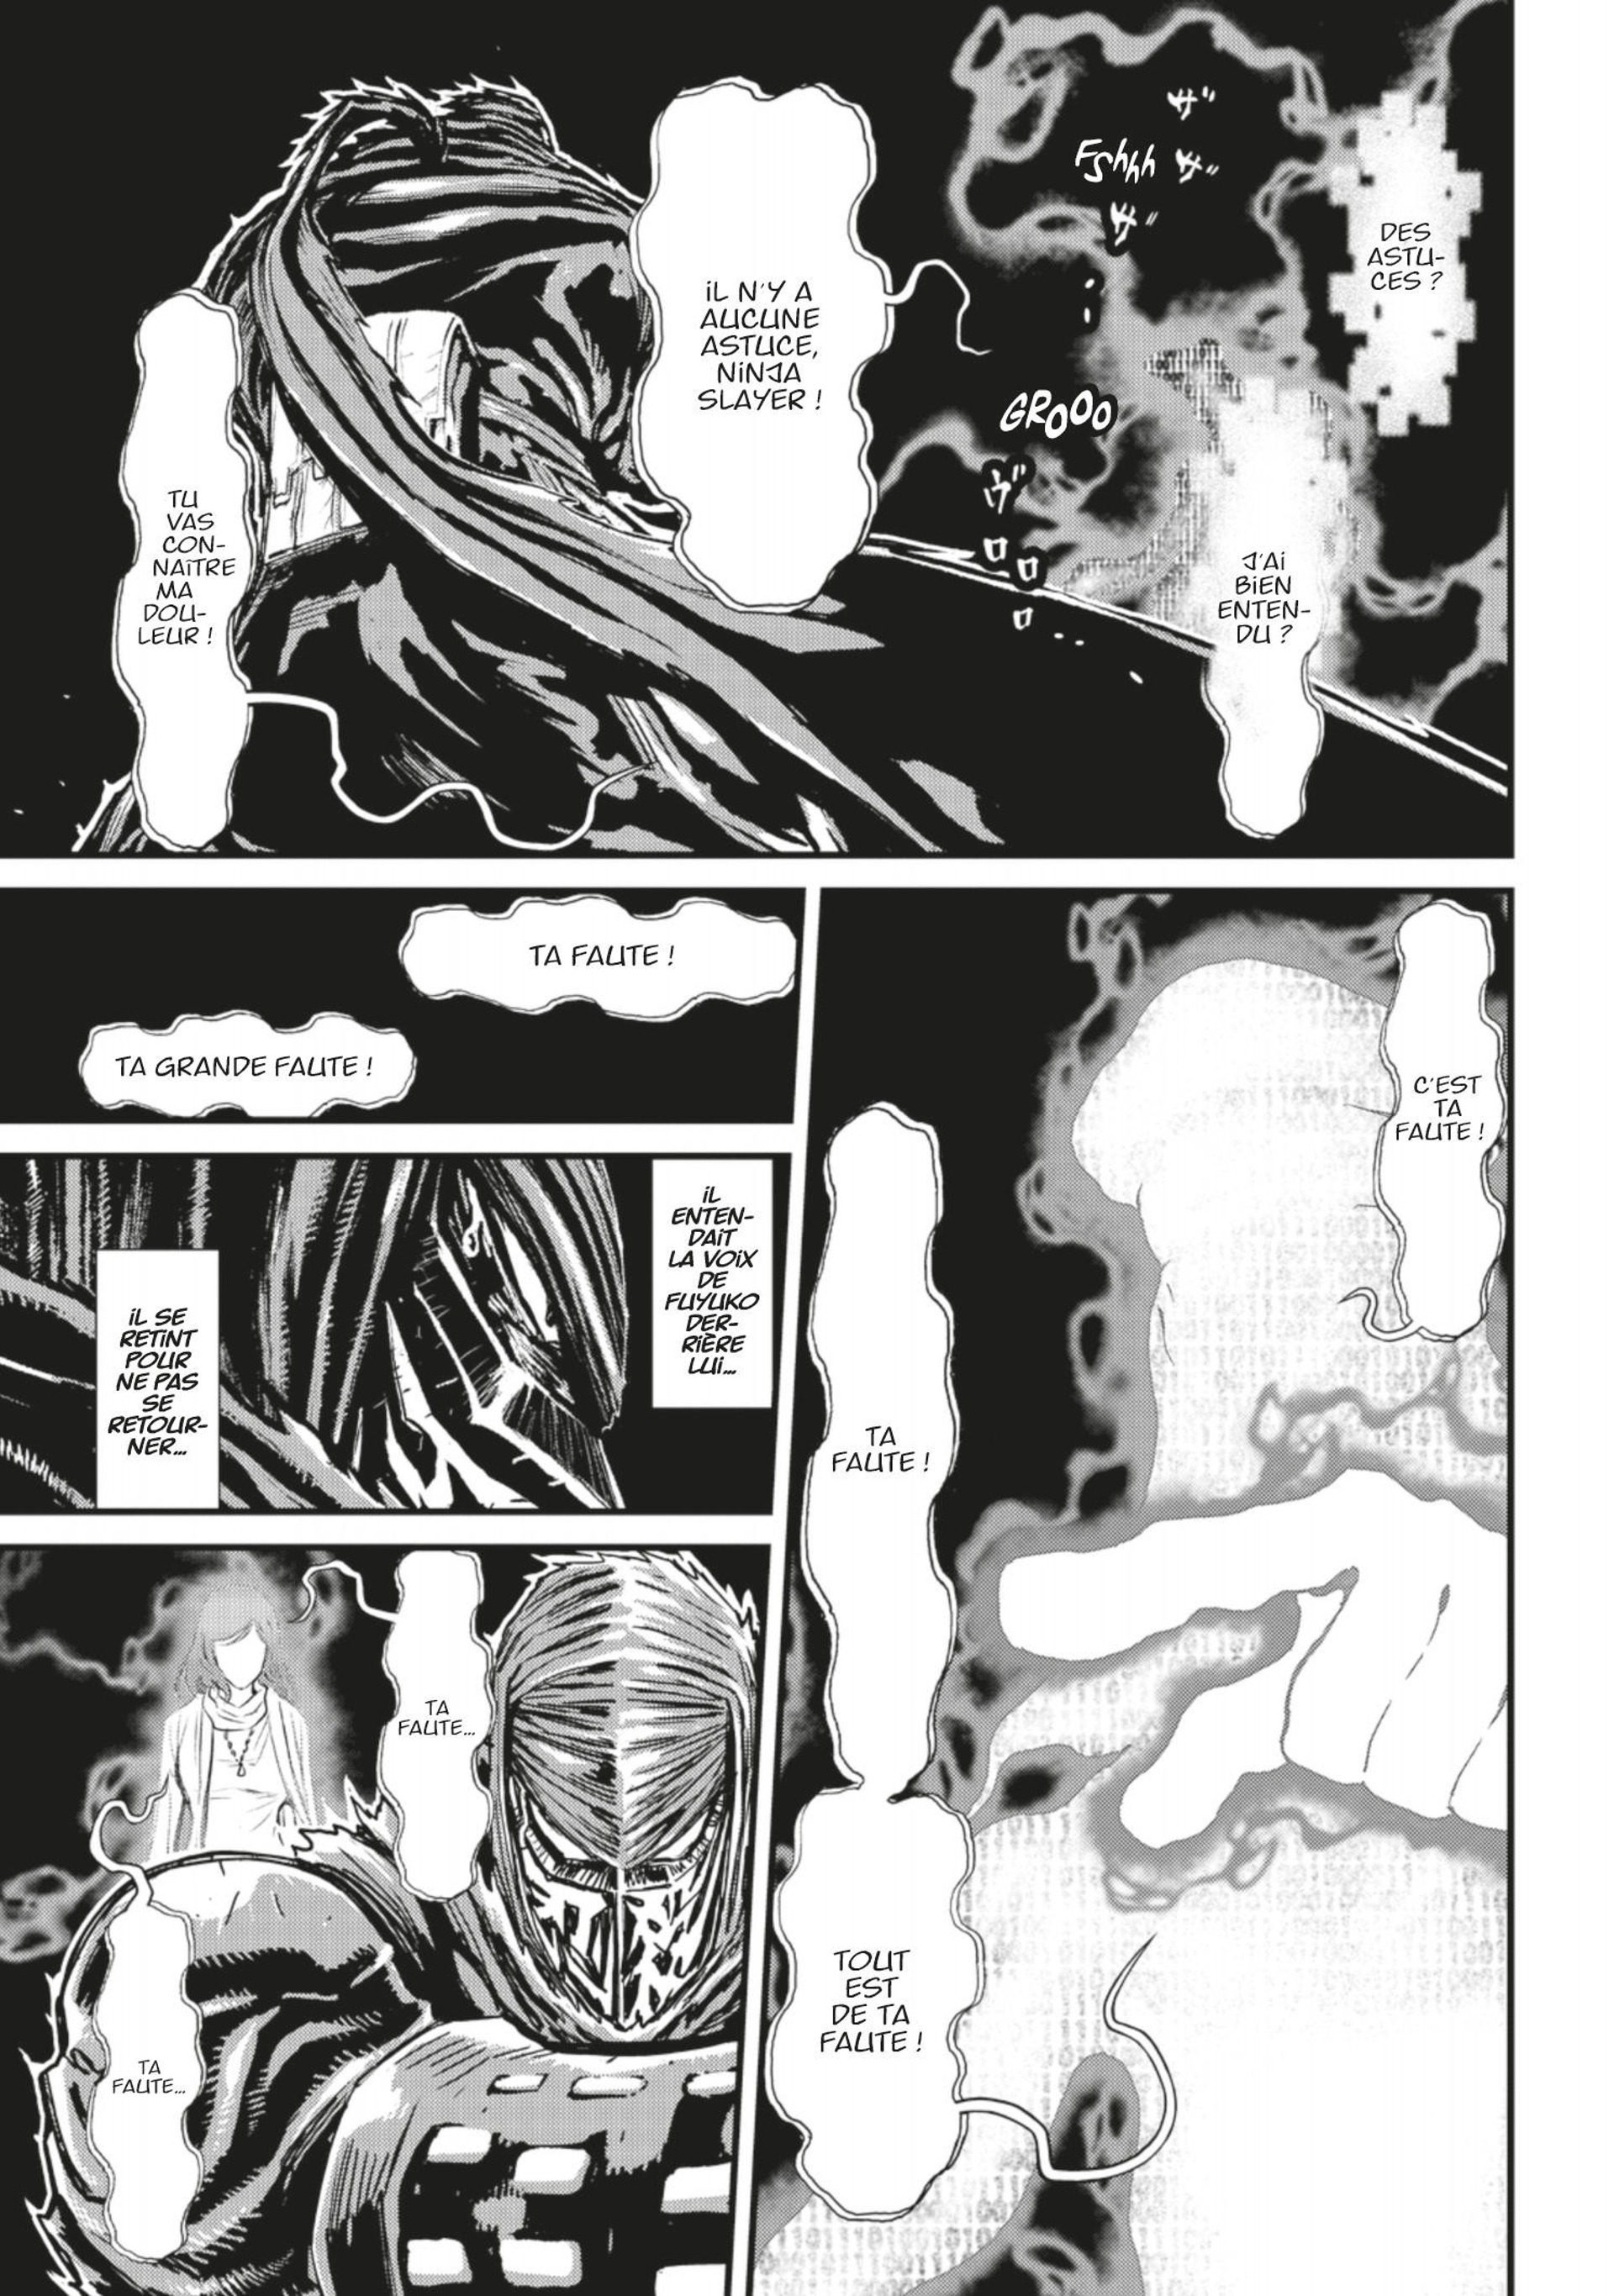 DES
ASTU-
CES ?
ザ”
ザ”
ザ”
Fshhh
J'Ai
BiEN
ENTEN-
DU ?
GROOO
ヴ
ロ
ロ
ロ
iL N'Y A
AUCUNE
ASTUCE,
NiNJA
SLAYER !
TU
VAS
CON-
NAîTRE
MA
DOU-
LEUR !
C'EST
TA
FAUTE !
TA
FAUTE !
TOUT
EST
DE TA
FAUTE !
TA FAUTE !
TA GRANDE FAUTE !
iL
ENTEN-
DAiT
LA VOiX
DE
FUYUKO
DER-
RiÈRE
LUi...
iL SE
RETiNT
POUR
NE PAS
SE
RETOUR-
NER...
TA
FAUTE...
TA
FAUTE...